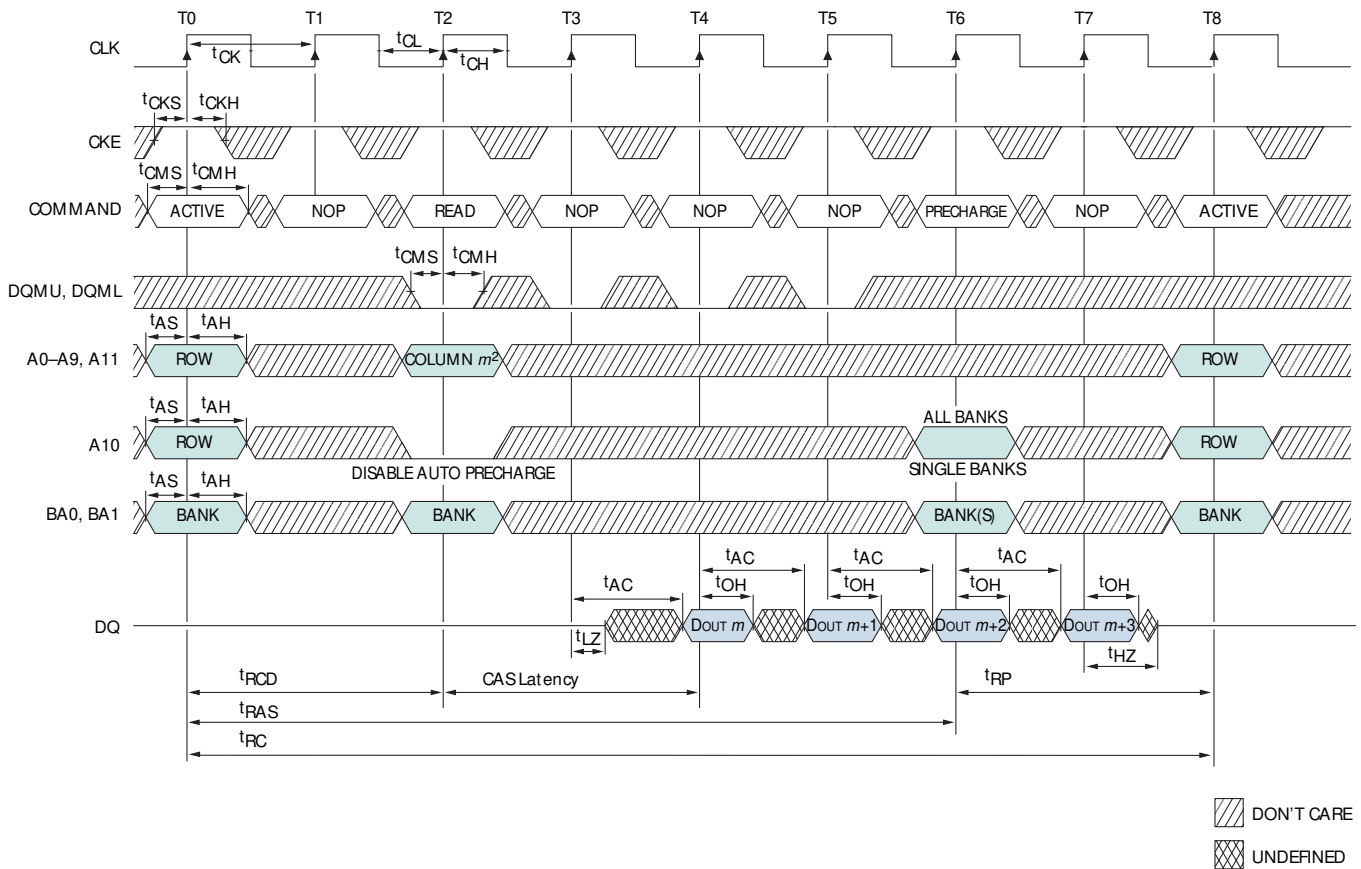 T0 T1 T2 T3 T4 T5 T6 T7 T8
CLK
tCK tCL tCH
tCKS tCKH
CKE
tCMS tCMH
COMMAND ACTIVE NOP READ NOP NOP NOP PRECHARGE NOP ACTIVE
tCMS tCMH
DQMU, DQML
tAS tAH
A0–A9, A11 ROW COLUMN m2 ROW
tAS tAH ALL BANKS
A10 ROW ROW
DISABLE AUTO PRECHARGE SINGLE BANKS
tAS tAH
BA0, BA1 BANK BANK BANK(S) BANK
tAC tAC tAC tAC
tOH tOH tOH tOH
DQ DOUT m DOUT m+1 DOUT m+2 DOUT m+3
tLZ tHZ
tRCD CAS Latency tRP
tRAS
tRC
DON'T CARE
UNDEFINED